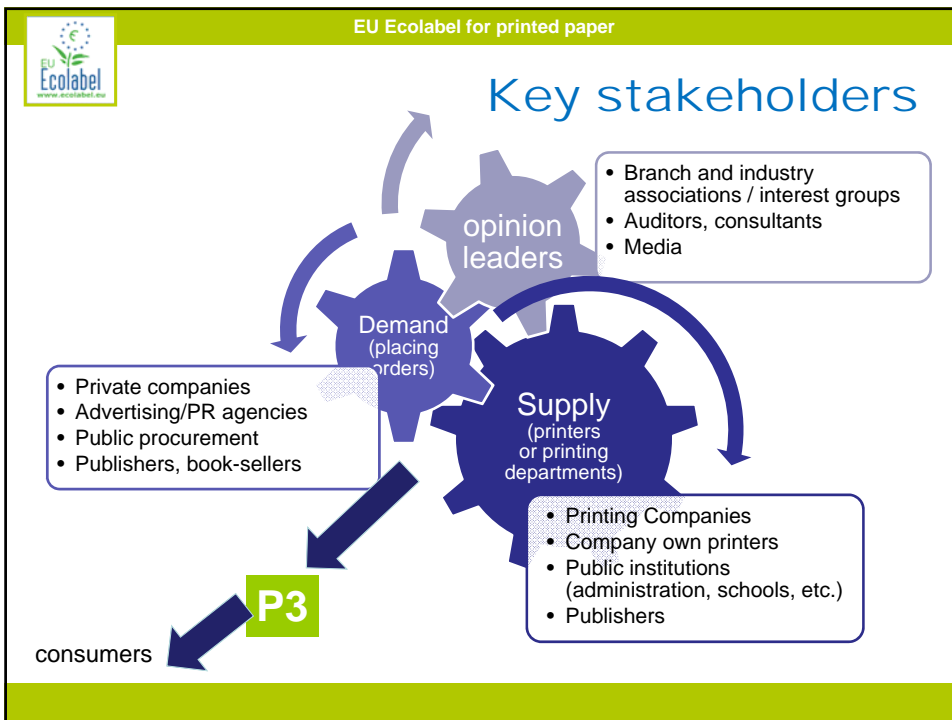 EU Ecolabel for printed paper
EU
Ecolabel
www.ecolabel.eu
Key stakeholders
opinion
leaders
• Branch and industry
associations / interest groups
• Auditors, consultants
• Media
Demand
(placing
orders)
• Private companies
• Advertising/PR agencies
• Public procurement
• Publishers, book-sellers
Supply
(printers
or printing
departments)
• Printing Companies
• Company own printers
• Public institutions
(administration, schools, etc.)
• Publishers
P3
consumers